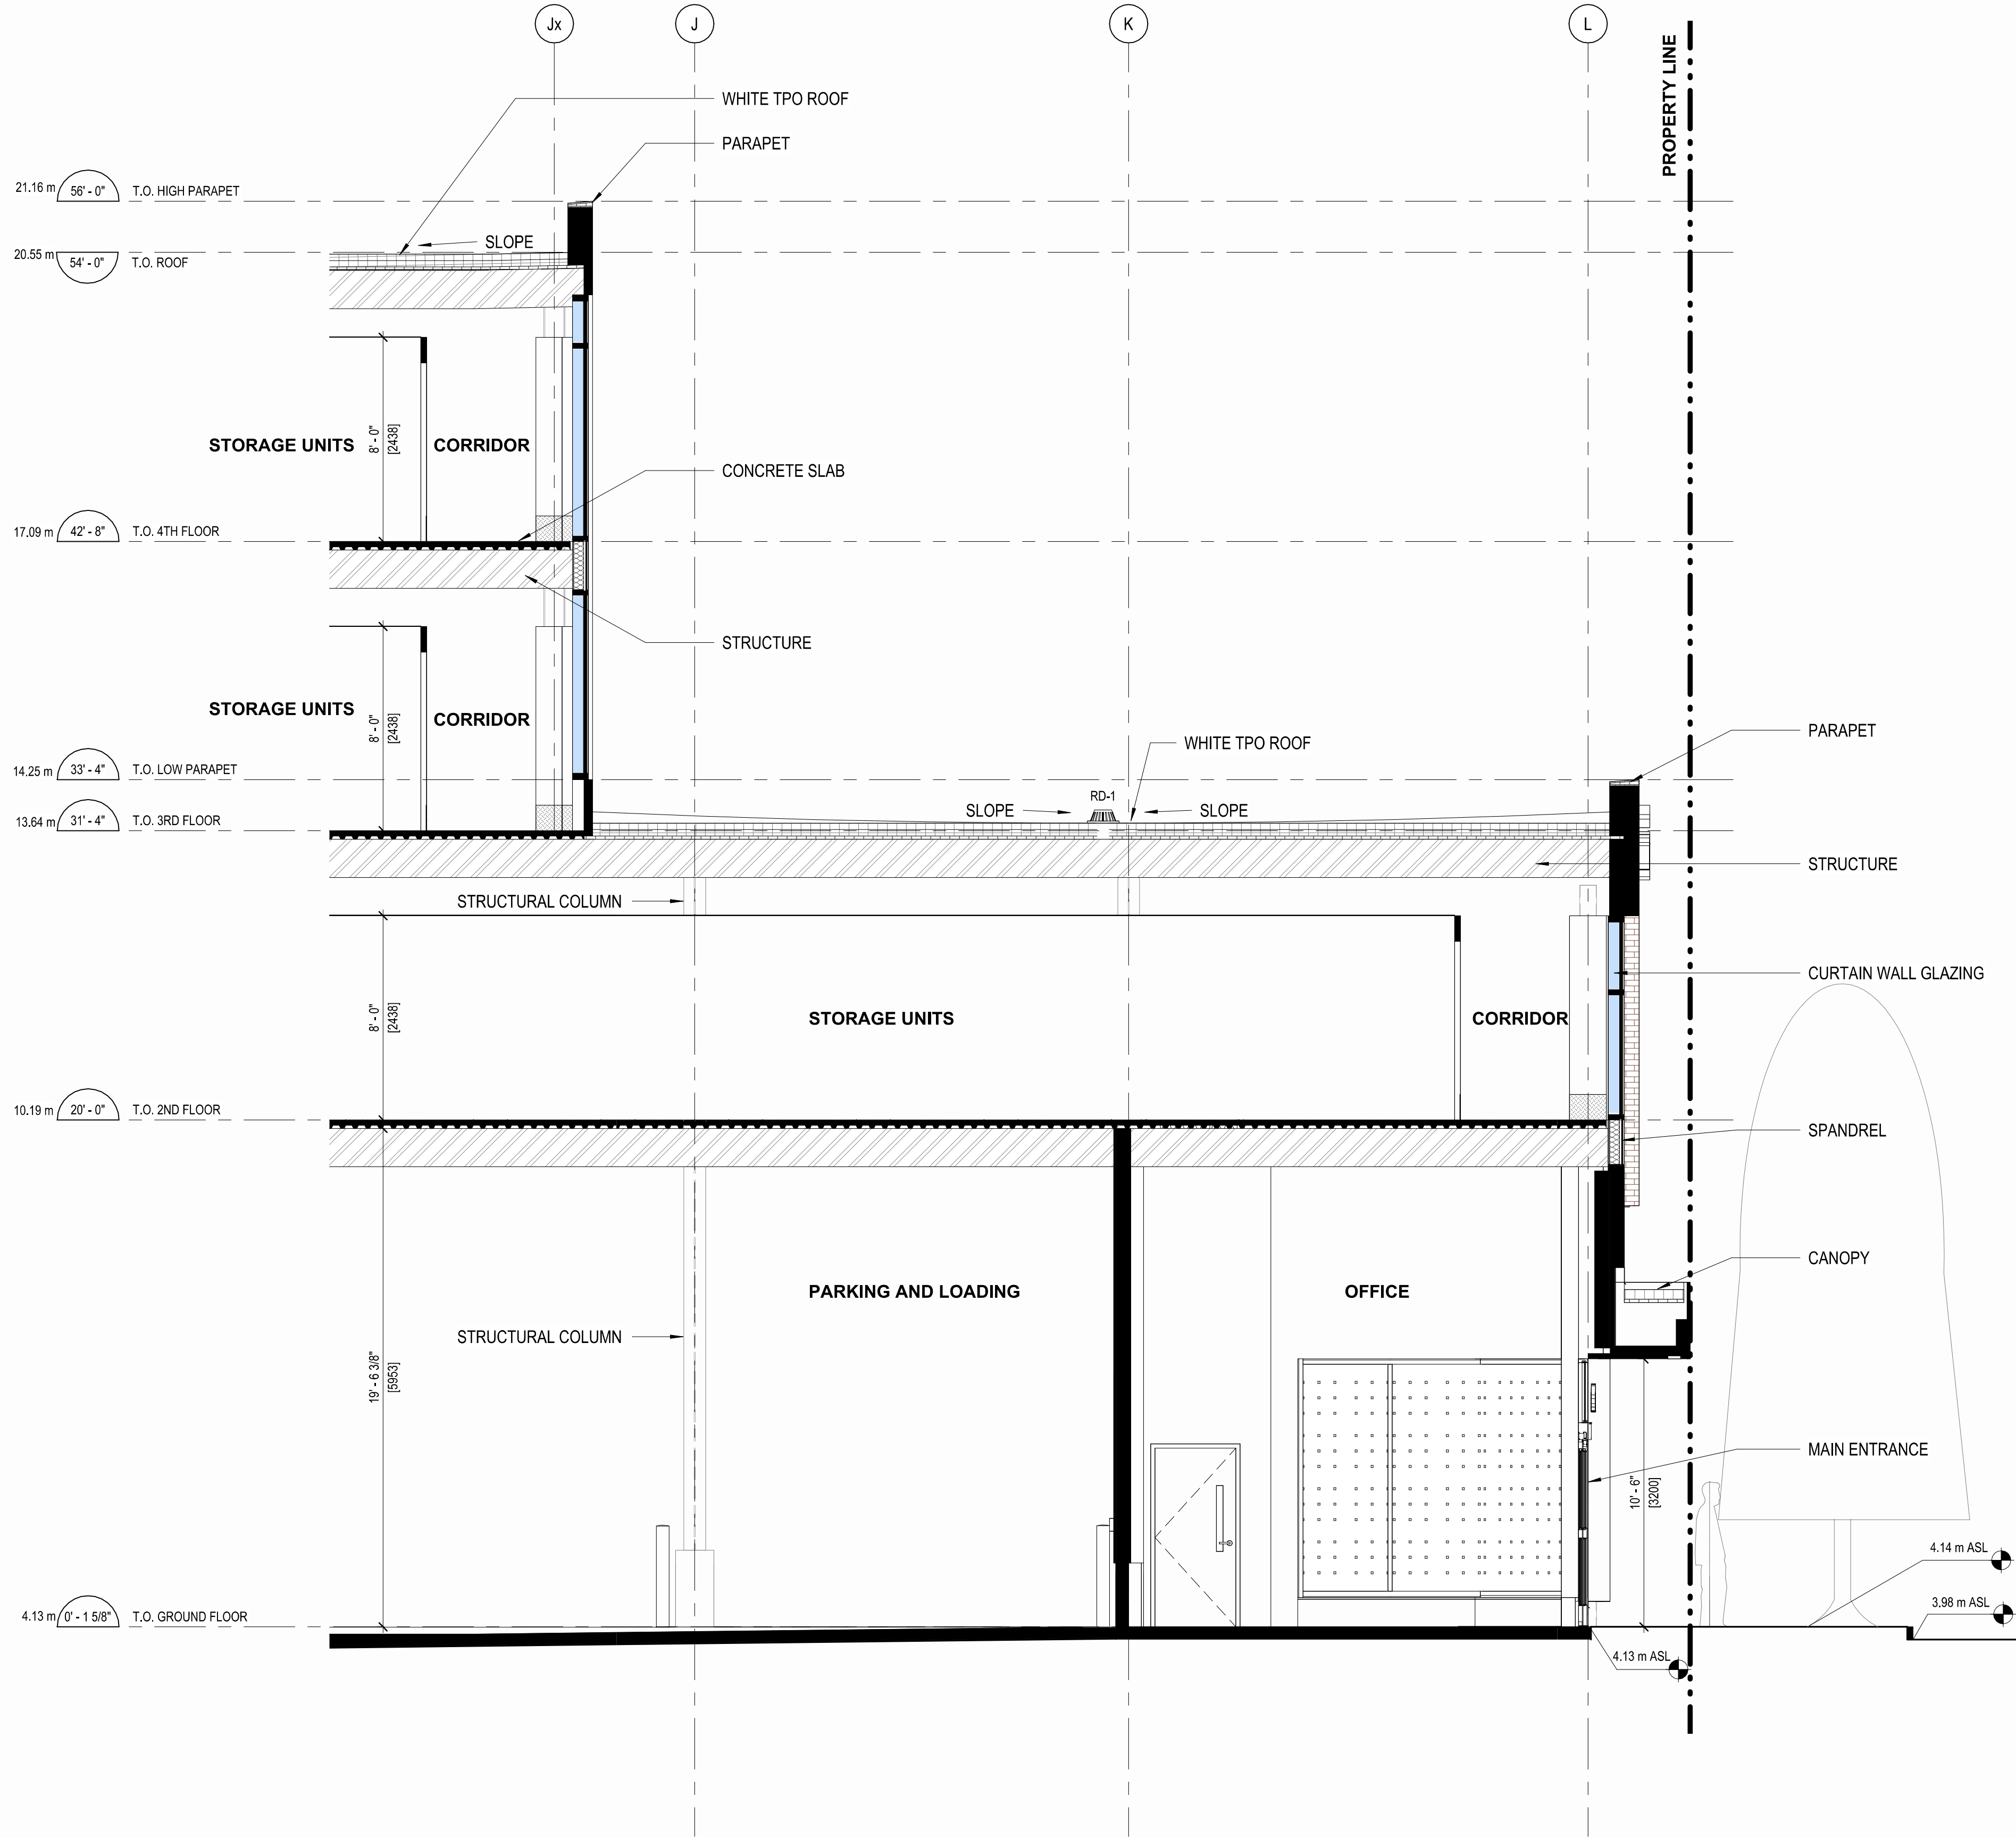 Jx
J
K
L
PROPERTY LINE
WHITE TPO ROOF
PARAPET
21.16 m 56' - 0" T.O. HIGH PARAPET
SLOPE
20.55 m 54' - 0" T.O. ROOF
STORAGE UNITS
8' - 0"
[2438]
CORRIDOR
CONCRETE SLAB
17.09 m 42' - 8" T.O. 4TH FLOOR
STRUCTURE
STORAGE UNITS
8' - 0"
[2438]
CORRIDOR
PARAPET
WHITE TPO ROOF
14.25 m 33' - 4" T.O. LOW PARAPET
RD-1
SLOPE
SLOPE
13.64 m 31' - 4" T.O. 3RD FLOOR
STRUCTURE
STRUCTURAL COLUMN
CURTAIN WALL GLAZING
8' - 0"
[2438]
STORAGE UNITS
CORRIDOR
10.19 m 20' - 0" T.O. 2ND FLOOR
SPANDREL
CANOPY
PARKING AND LOADING
OFFICE
STRUCTURAL COLUMN
19' - 6 3/8"
[5953]
MAIN ENTRANCE
10' - 6"
[3200]
4.14 m ASL
3.98 m ASL
4.13 m 0' - 1 5/8" T.O. GROUND FLOOR
4.13 m ASL